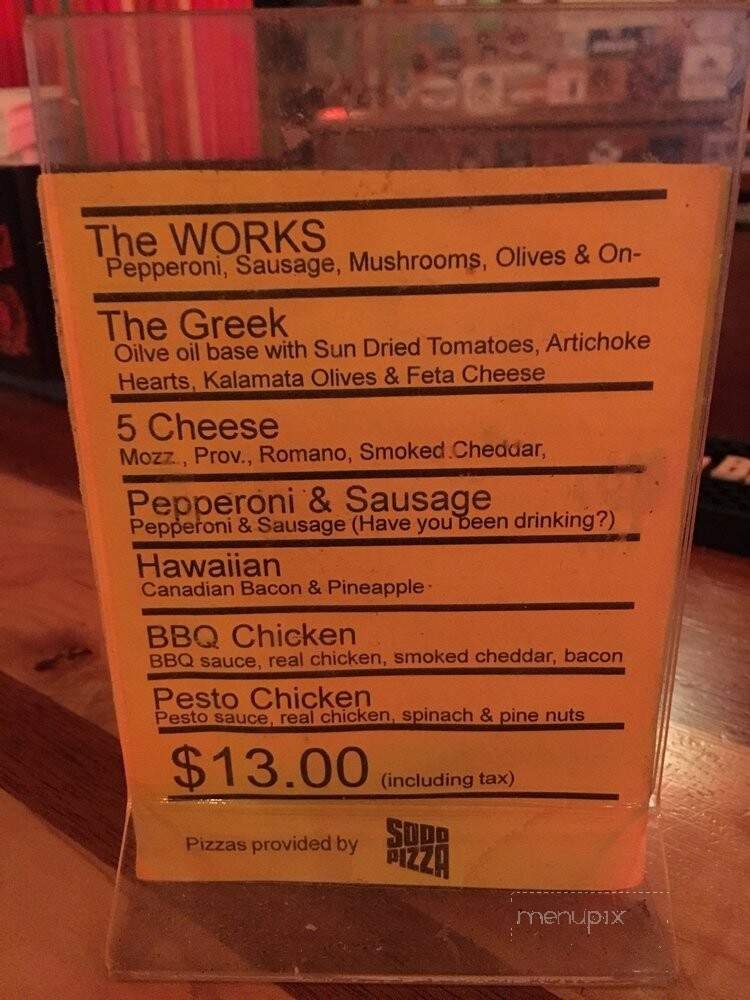 The WORKS
Pepperoni, Sausage, Mushrooms, Olives & On-
The Greek
Oilve oil base with Sun Dried Tomatoes, Artichoke
Hearts, Kalamata Olives & Feta Cheese
5 Cheese
Mozz., Prov., Romano, Smoked Cheddar,
Pepperoni & Sausage
Pepperoni & Sausage (Have you been drinking?)
Hawaiian
Canadian Bacon & Pineapple
BBQ Chicken
BBQ sauce, real chicken, smoked cheddar, bacon
Pesto Chicken
Pesto sauce, real chicken, spinach & pine nuts
$13.00 (including tax)
Pizzas provided by SODO
PIZZA
menupix